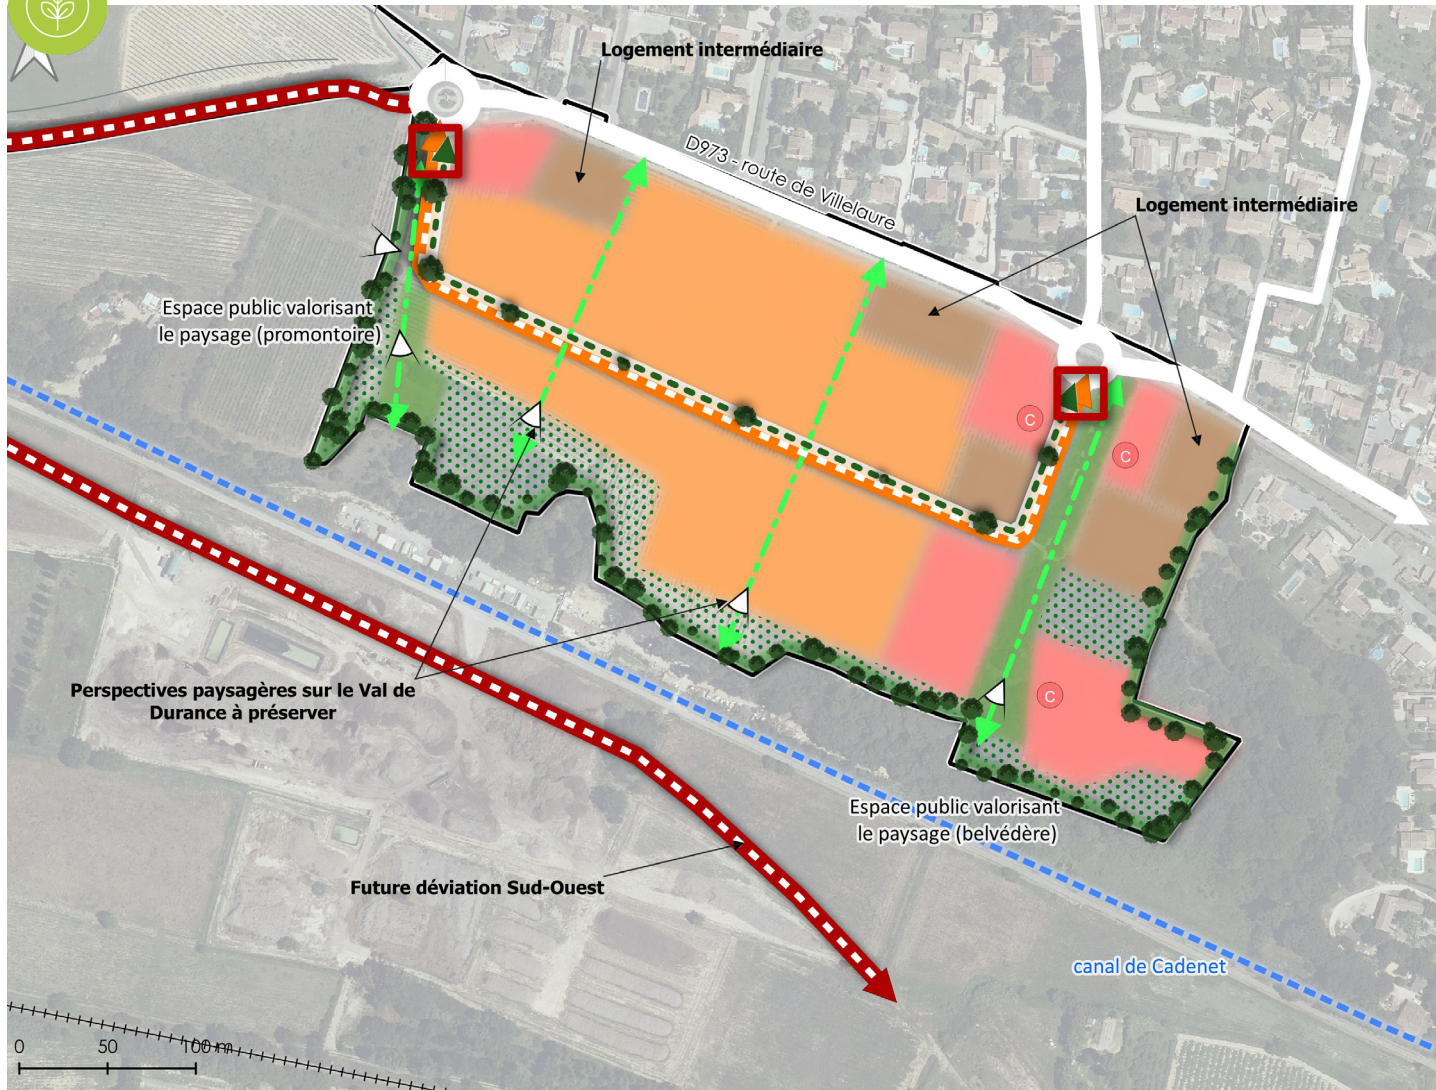 Logement intermédiaire
D973 - route de Villelaure
Logement intermédiaire
Espace public valorisant
le paysage (promontoire)
C
C
Perspectives paysagères sur le Val de
Durance à préserver
C
Espace public valorisant
le paysage (belvédère)
Future déviation Sud-Ouest
canal de Cadenet
0 50 100 m